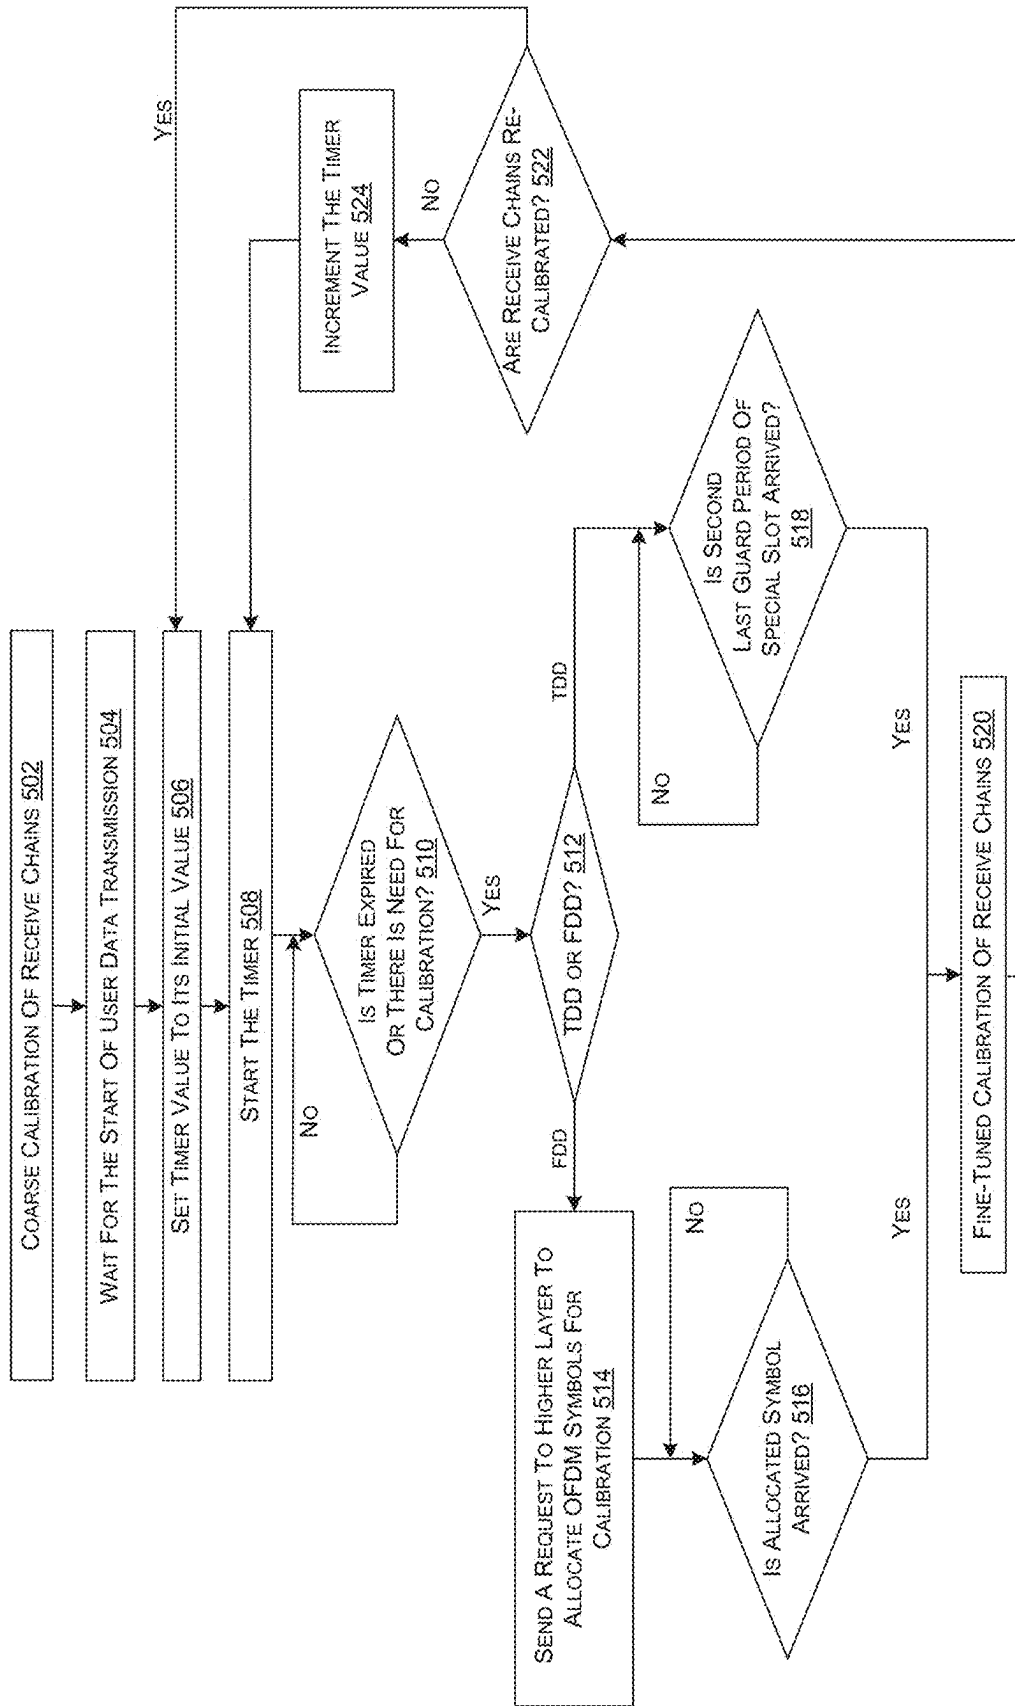 COARSE CALIBRATION OF RECEIVE CHAINS 502
WAIT FOR THE START OF USER DATA TRANSMISSION 504
SET TIMER VALUE TO ITS INITIAL VALUE 506
START THE TIMER 508
NO
IS TIMER EXPIRED
OR THERE IS NEED FOR
CALIBRATION? 510
YES
TDD OR FDD? 512
FDD
TDD
SEND A REQUEST TO HIGHER LAYER TO
ALLOCATE OFDM SYMBOLS FOR
CALIBRATION 514
NO
IS ALLOCATED SYMBOL
ARRIVED? 516
YES
NO
IS SECOND
LAST GUARD PERIOD OF
SPECIAL SLOT ARRIVED?
518
YES
FINE-TUNED CALIBRATION OF RECEIVE CHAINS 520
ARE RECEIVE CHAINS RE-
CALIBRATED? 522
NO
INCREMENT THE TIMER
VALUE 524
YES